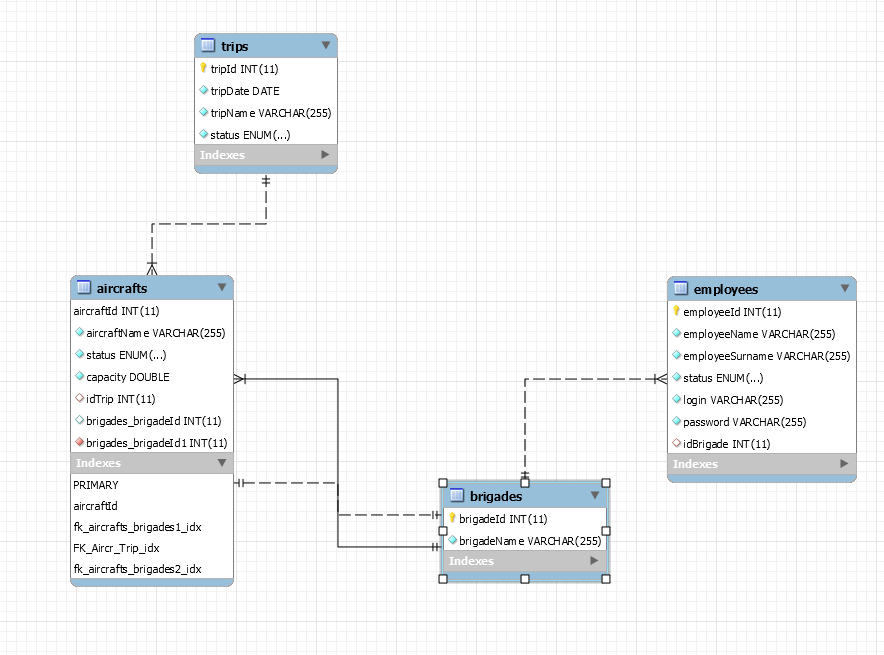 trips
tripId INT(11)
tripDate DATE
tripName VARCHAR(255)
status ENUM(...)
Indexes
aircrafts
aircraftId INT(11)
aircraftName VARCHAR(255)
status ENUM(...)
capacity DOUBLE
idTrip INT(11)
brigades_brigadeId INT(11)
brigades_brigadeId1 INT(11)
Indexes
PRIMARY
aircraftId
fk_aircrafts_brigades1_idx
FK_Aircr_Trip_idx
fk_aircrafts_brigades2_idx
employees
employeeId INT(11)
employeeName VARCHAR(255)
employeeSurname VARCHAR(255)
status ENUM(...)
login VARCHAR(255)
password VARCHAR(255)
idBrigade INT(11)
Indexes
brigades
brigadeId INT(11)
brigadeName VARCHAR(255)
Indexes